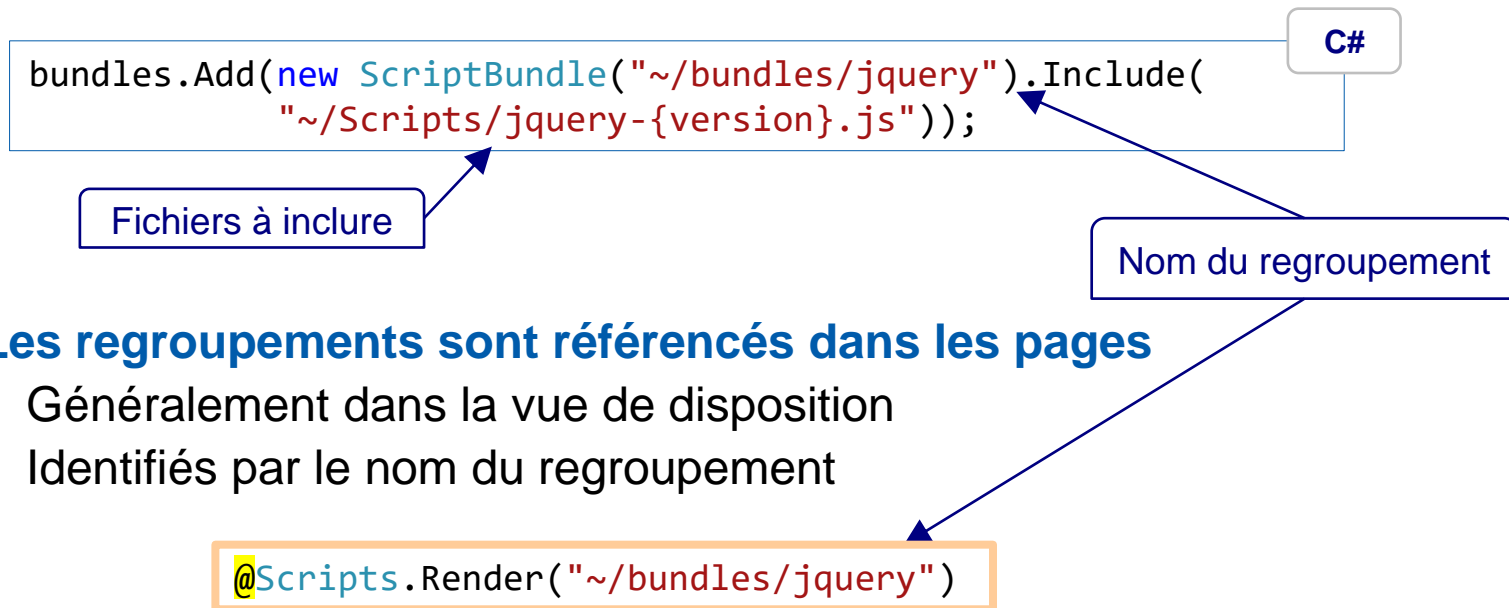 C#
bundles.Add(new ScriptBundle("~/bundles/jquery").Include(
"~/Scripts/jquery-{version}.js"));
Fichiers à inclure
Nom du regroupement
Les regroupements sont référencés dans les pages
Généralement dans la vue de disposition
Identifiés par le nom du regroupement
@Scripts.Render("~/bundles/jquery")